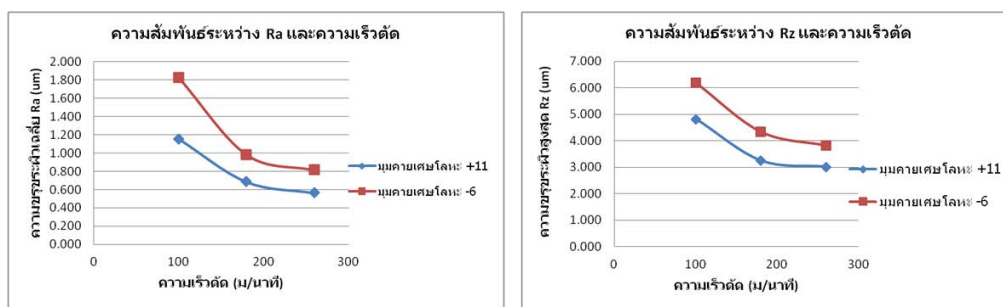 ความสัมพันธ์ระหว่าง Ra และความเร็วตัด
2.000
1.800
1.600
1.400
1.200
1.000
0.800
0.600
0.400
0.200
0.000
0 100 200 300
ความขรุขระผิวเฉลี่ย Ra (um)
ความเร็วตัด (ม/นาที)
มุมคายเศษโลหะ +11
มุมคายเศษโลหะ -6
ความสัมพันธ์ระหว่าง Rz และความเร็วตัด
7.000
6.000
5.000
4.000
3.000
2.000
1.000
0.000
0 100 200 300
ความขรุขระผิวสูงสุด Rz (um)
ความเร็วตัด (ม/นาที)
มุมคายเศษโลหะ +11
มุมคายเศษโลหะ -6